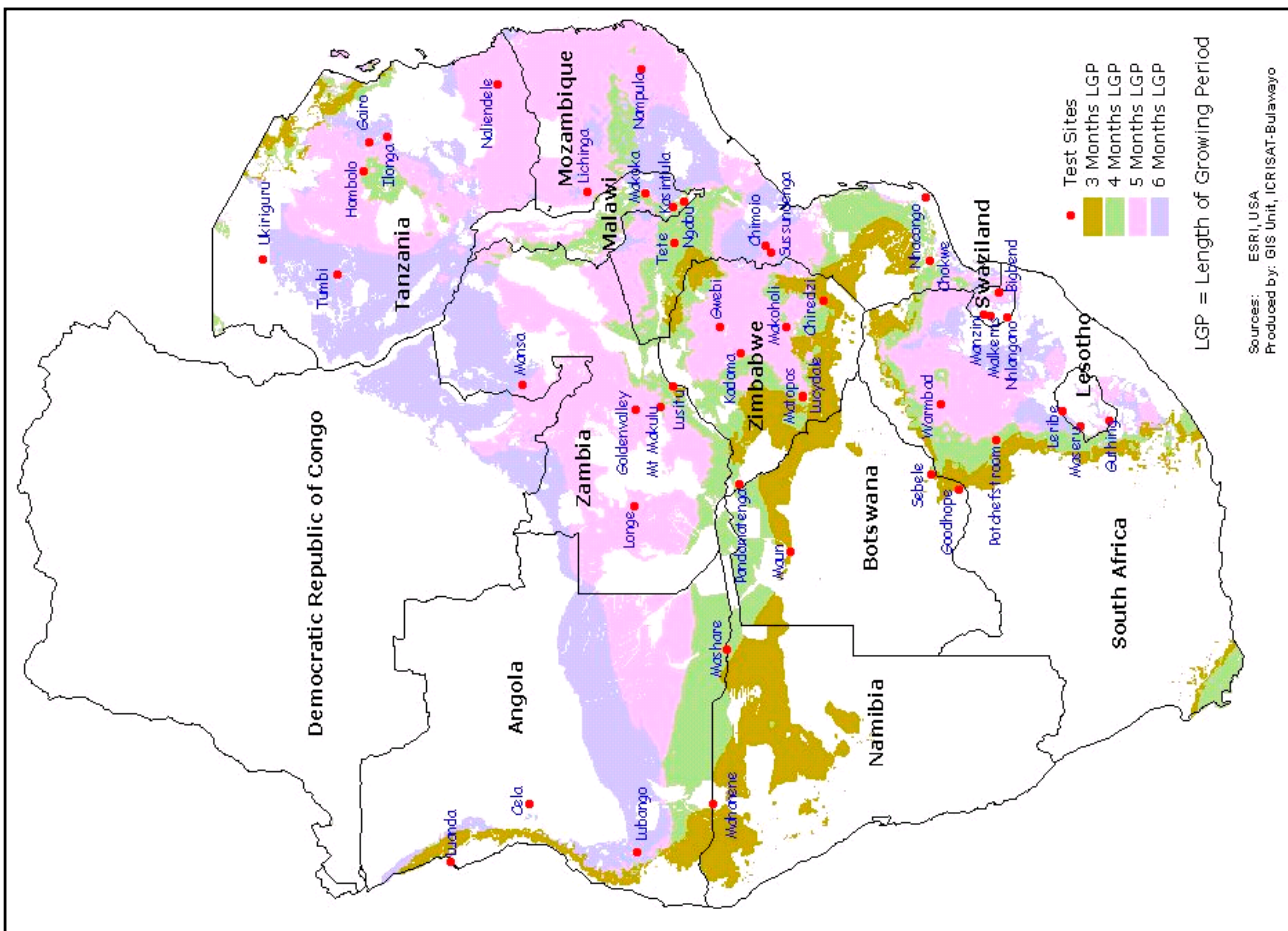 Democratic Republic of Congo
Ukiriguru
Tumbi
Hombolo
Gairo
Ilonga
Tanzania
Luanda
Naliendele
Cela
Angola
Mansa
Mozambique
Lichinga
Zambia
Malawi
Goldenvalley
Longe
Makoka
Nampula
Mt Makulu
Lubango
Kasinthula
Lusitu
Tete
Ngabu
Mashare
Gwebi
Mahanene
Kadoma
Pandamatenga
Chimoio
Zimbabwe
Makoholi
Sussundenga
Maun
Matopos
Chiredzi
Lucydale
Botswana
Namibia
Nhacoongo
Sebele
Warmbad
Chokwe
Goodhope
Manzini
Swaziland
Malkerns
Potchefstroom
Nhlangano
Bigbend
Leribe
Maseru
Lesotho
Guthing
South Africa
Test Sites
3 Months LGP
4 Months LGP
5 Months LGP
6 Months LGP
LGP = Length of Growing Period
Sources: ESRI, USA
Produced by: GIS Unit, ICRISAT-Bulawayo